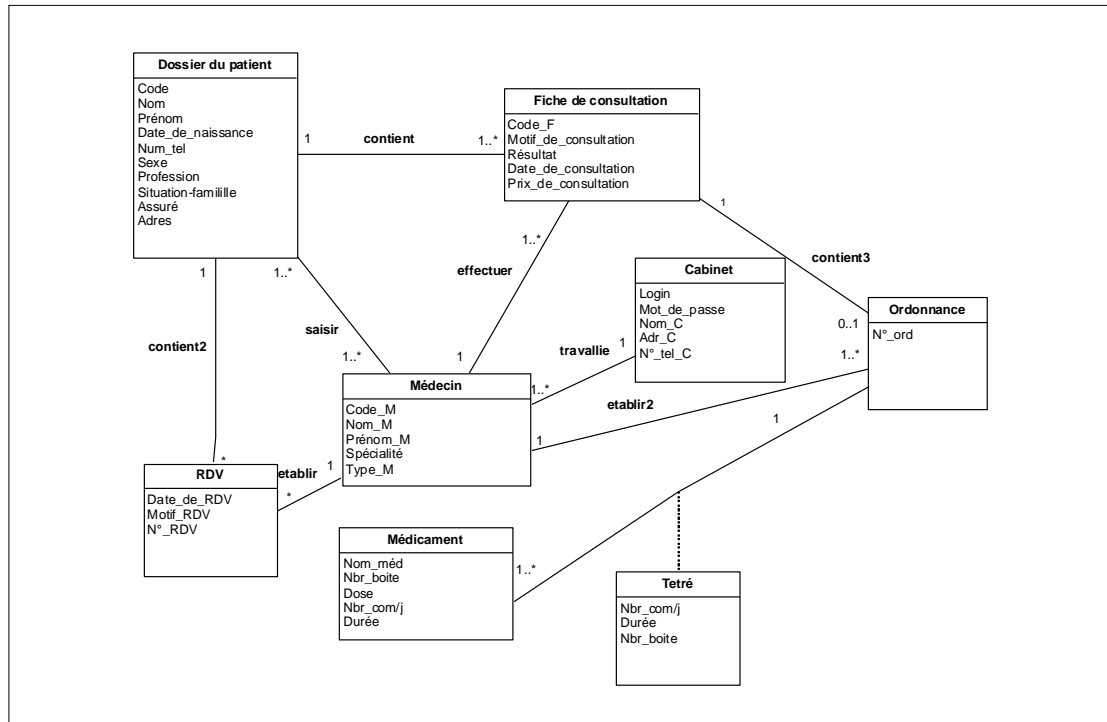 Dossier du patient
Code
Nom
Prénom
Date_de_naissance
Num_tel
Sexe
Profession
Situation-familille
Assuré
Adres
1
contient
1..*
Fiche de consultation
Code_F
Motif_de_consultation
Résultat
Date_de_consultation
Prix_de_consultation
1
contient3
0..1
1
1..*
saisir
1..*
1..*
effectuer
1
Cabinet
Login
Mot_de_passe
Nom_C
Adr_C
N°_tel_C
1
travallie
1..*
Ordonnance
N°_ord
1..*
etablir2
1
1
contient2
*
Médecin
Code_M
Nom_M
Prénom_M
Spécialité
Type_M
RDV
Date_de_RDV
Motif_RDV
N°_RDV
etablir
1
*
Médicament
Nom_méd
Nbr_boite
Dose
Nbr_com/j
Durée
1..*
Tetré
Nbr_com/j
Durée
Nbr_boite